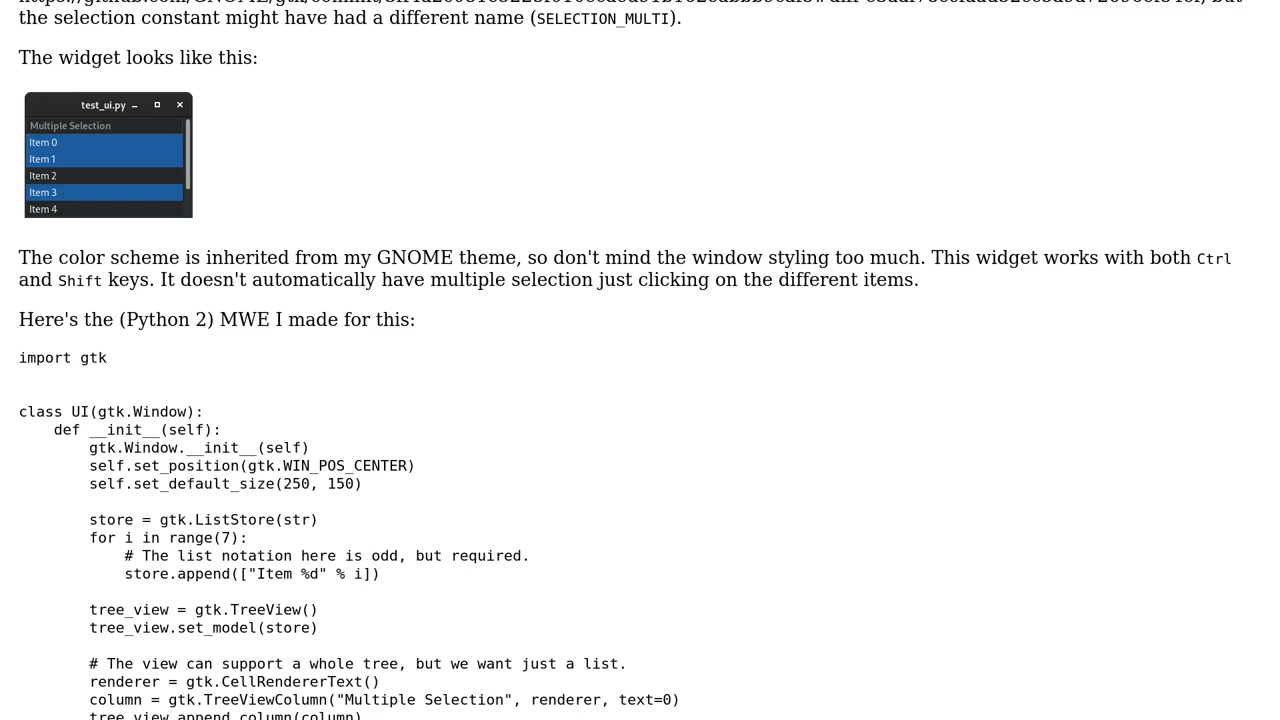 the selection constant might have had a different name (SELECTION_MULTI).
The widget looks like this:
test_ui.py
Multiple Selection
Item 0
Item 1
Item 2
Item 3
Item 4
The color scheme is inherited from my GNOME theme, so don't mind the window styling too much. This widget works with both Ctrl
and Shift keys. It doesn't automatically have multiple selection just clicking on the different items.
Here's the (Python 2) MWE I made for this:
import gtk
class UI(gtk.Window):
    def __init__(self):
        gtk.Window.__init__(self)
        self.set_position(gtk.WIN_POS_CENTER)
        self.set_default_size(250, 150)
        store = gtk.ListStore(str)
        for i in range(7):
            # The list notation here is odd, but required.
            store.append(["Item %d" % i])
        tree_view = gtk.TreeView()
        tree_view.set_model(store)
        # The view can support a whole tree, but we want just a list.
        renderer = gtk.CellRendererText()
        column = gtk.TreeViewColumn("Multiple Selection", renderer, text=0)
        tree_view.append_column(column)